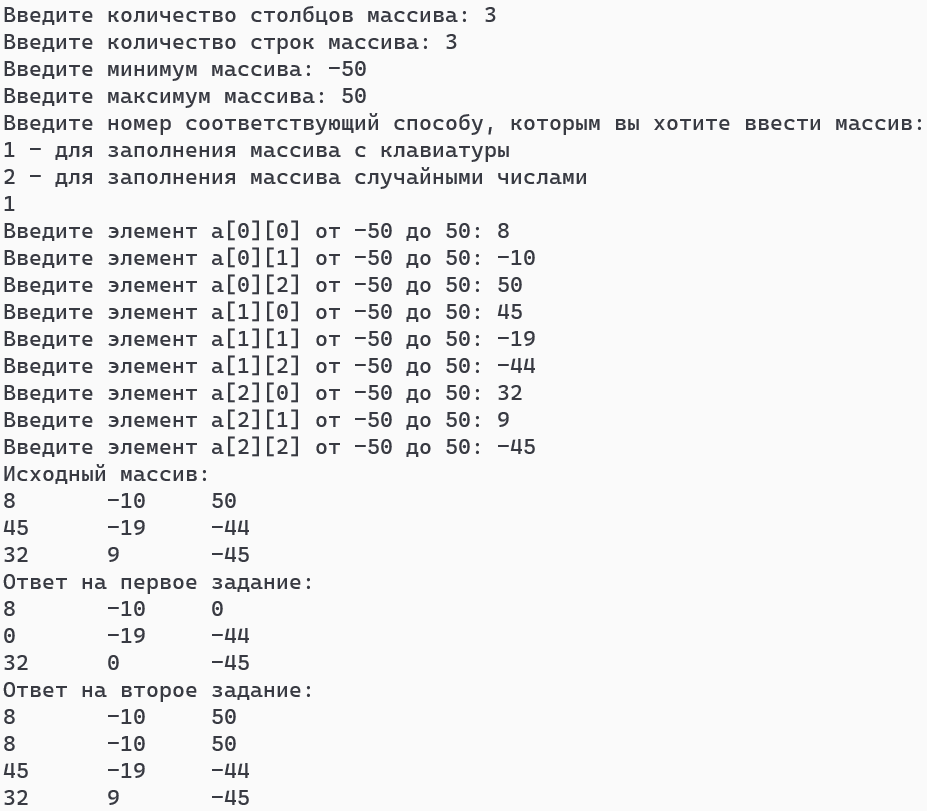 Введите количество столбцов массива: 3
Введите количество строк массива: 3
Введите минимум массива: −50
Введите максимум массива: 50
Введите номер соответствующий способу, которым вы хотите ввести массив:
1 − для заполнения массива с клавиатуры
2 − для заполнения массива случайными числами
1
Введите элемент a[0][0] от −50 до 50: 8
Введите элемент a[0][1] от −50 до 50: −10
Введите элемент a[0][2] от −50 до 50: 50
Введите элемент a[1][0] от −50 до 50: 45
Введите элемент a[1][1] от −50 до 50: −19
Введите элемент a[1][2] от −50 до 50: −44
Введите элемент a[2][0] от −50 до 50: 32
Введите элемент a[2][1] от −50 до 50: 9
Введите элемент a[2][2] от −50 до 50: −45
Исходный массив:
8       −10     50
45      −19     −44
32      9       −45
Ответ на первое задание:
8       −10     0
0       −19     −44
32      0       −45
Ответ на второе задание:
8       −10     50
8       −10     50
45      −19     −44
32      9       −45